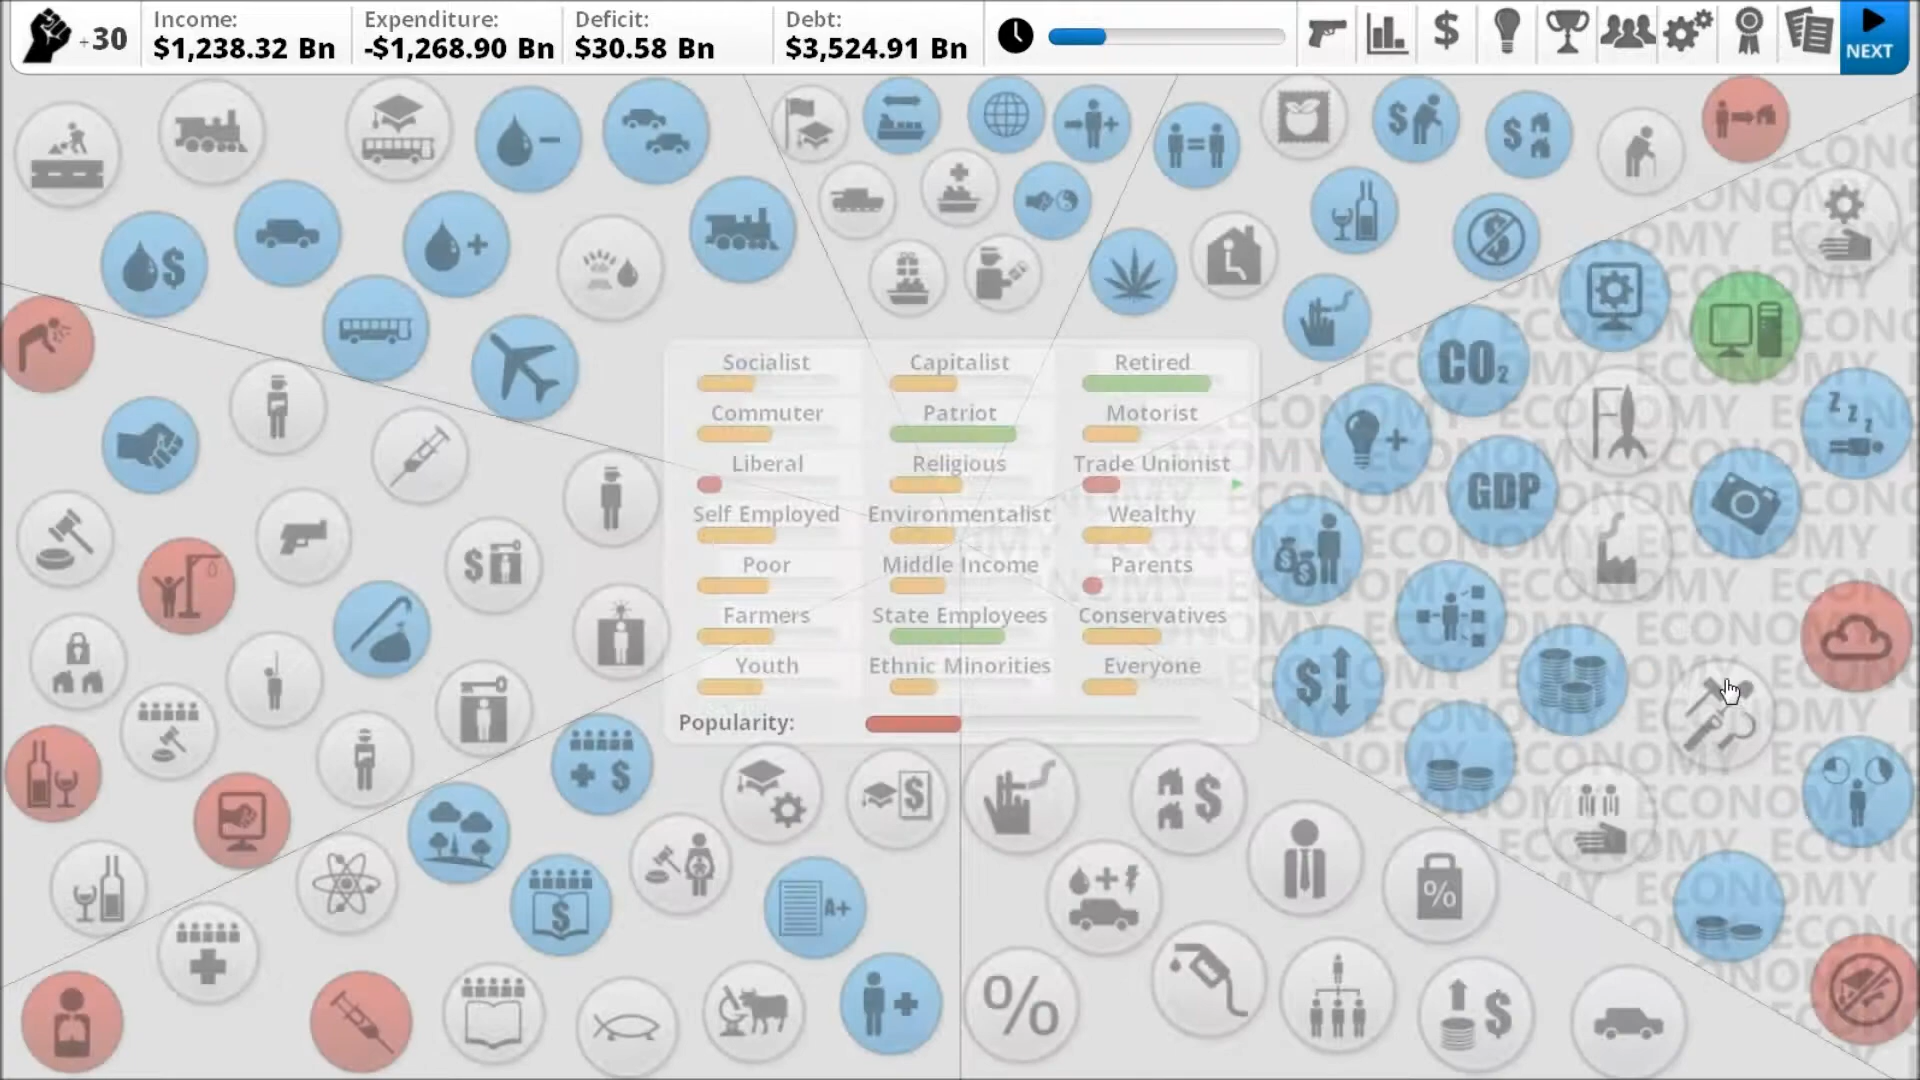 +30
Income:
$1,238.32 Bn
Expenditure:
-$1,268.90 Bn
Deficit:
$30.58 Bn
Debt:
$3,524.91 Bn
NEXT
Socialist Capitalist Retired
Commuter Patriot Motorist
Liberal Religious Trade Unionist
Self Employed Environmentalist Wealthy
Poor Middle Income Parents
Farmers State Employees Conservatives
Youth Ethnic Minorities Everyone
Popularity:
CO₂
GDP
A+
%
%
ECONOMY ECONOMY ECONOMY